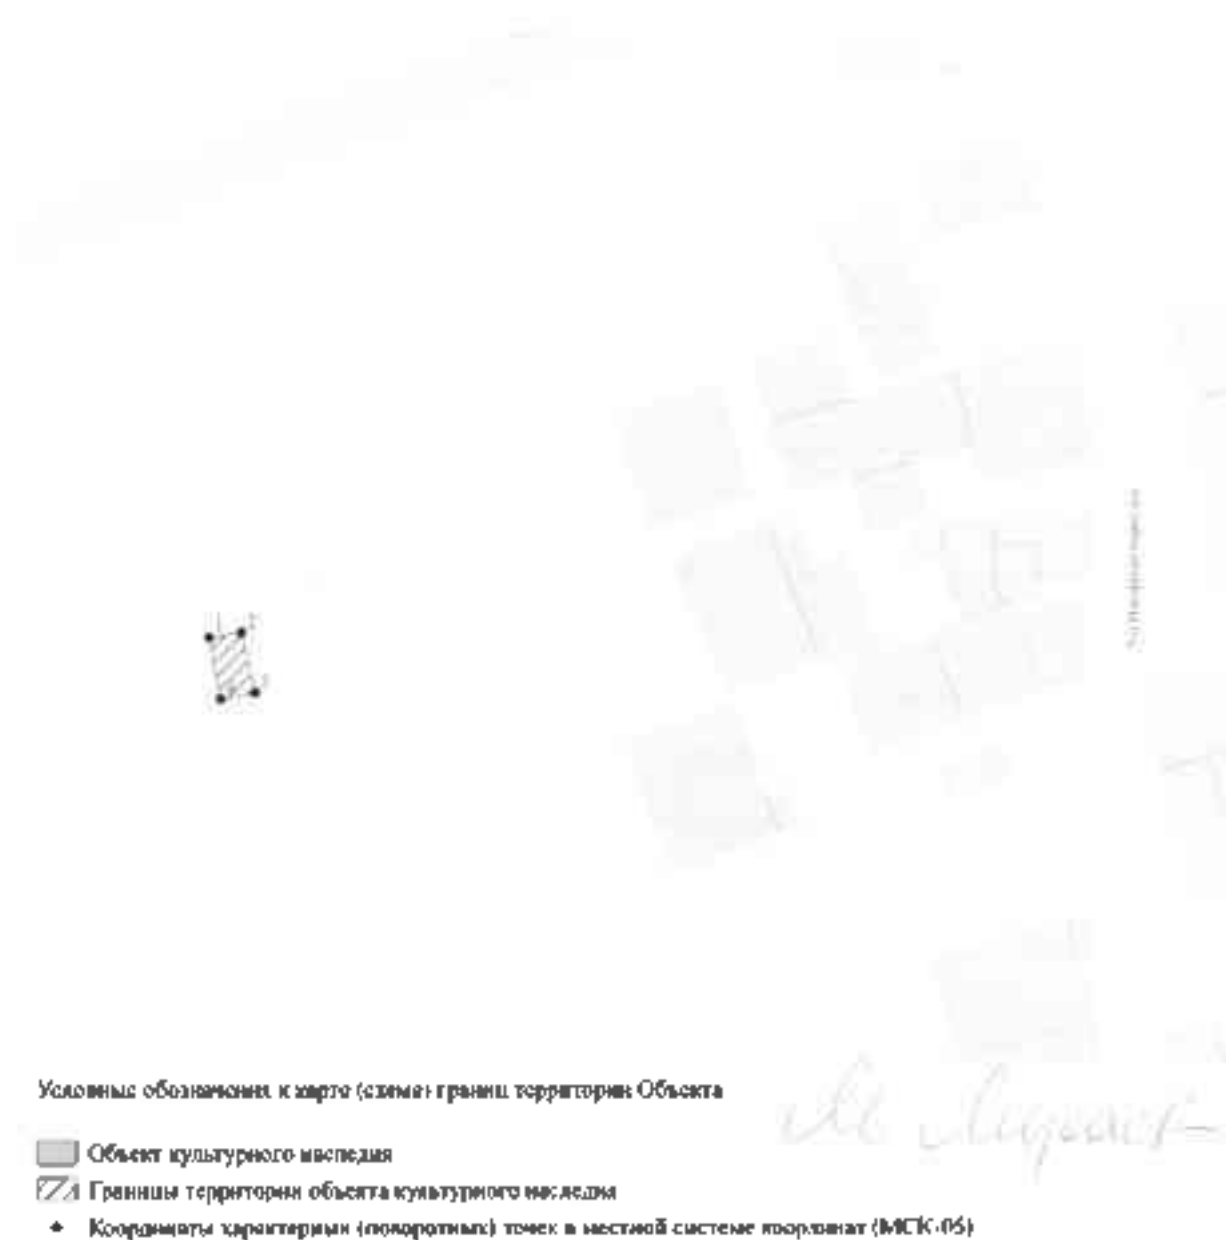 Условные обозначения к карте (схеме) границ территории Объекта
Объект культурного наследия
Границы территории объекта культурного наследия
Координаты характерных (поворотных) точек в местной системе координат (МСК-05)